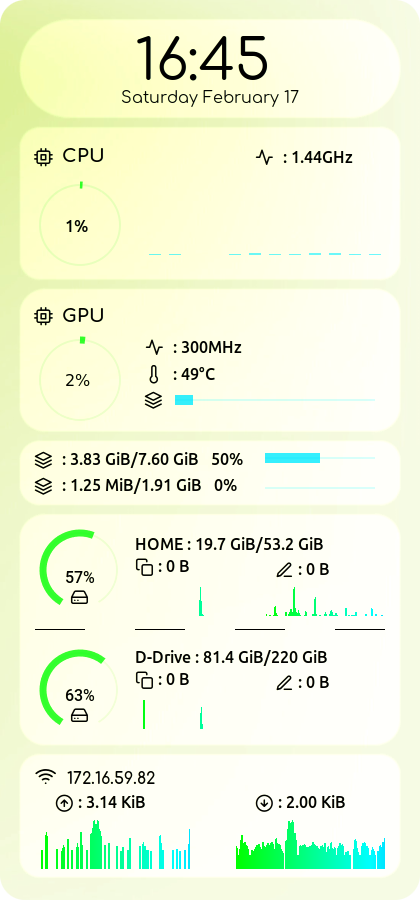 16:45
Saturday February 17
CPU : 1.44GHz
1%
GPU
: 300MHz
2% : 49°C
: 3.83 GiB/7.60 GiB 50%
: 1.25 MiB/1.91 GiB 0%
HOME : 19.7 GiB/53.2 GiB
: 0 B : 0 B
57%
D-Drive : 81.4 GiB/220 GiB
: 0 B : 0 B
63%
172.16.59.82
: 3.14 KiB : 2.00 KiB